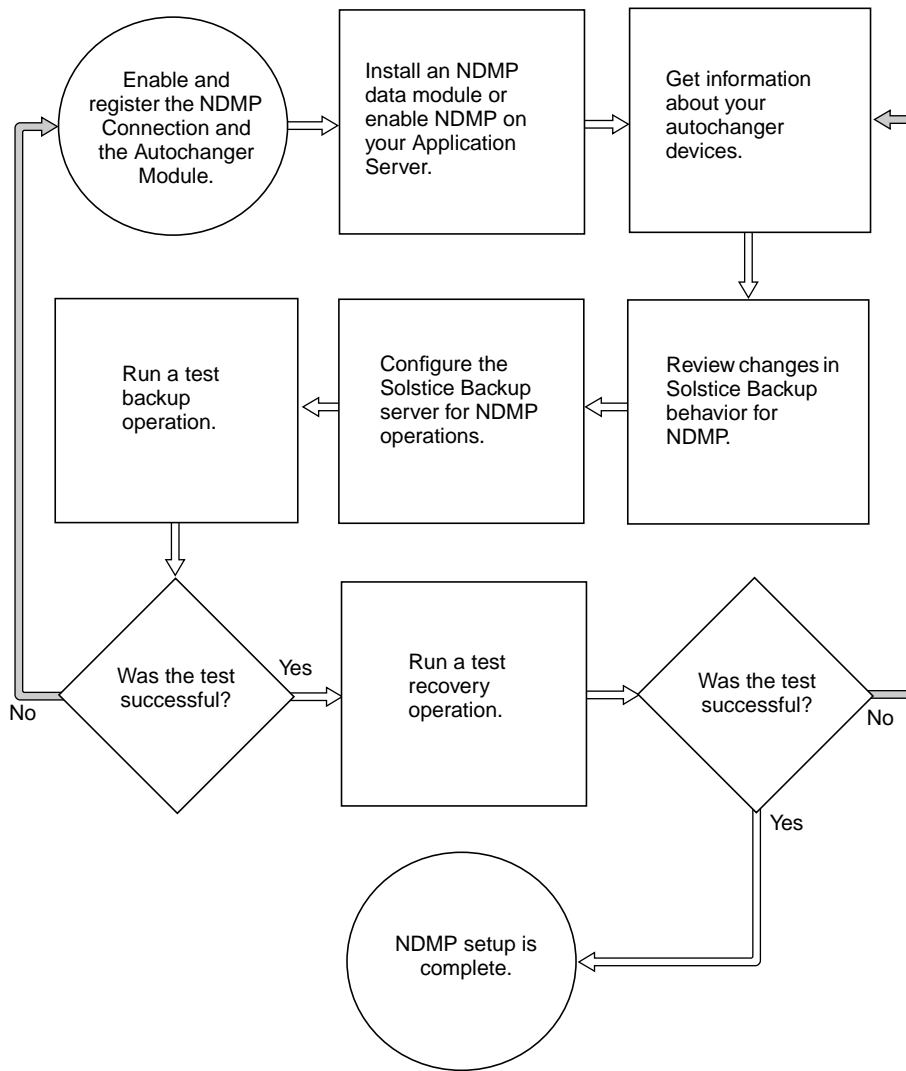 Enable and
register the NDMP
Connection and
the Autochanger
Module.
Install an NDMP
data module or
enable NDMP on
your Application
Server.
Get information
about your
autochanger
devices.
Run a test
backup
operation.
Configure the
Solstice Backup
server for NDMP
operations.
Review changes in
Solstice Backup
behavior for
NDMP.
Was the test
successful?
Yes
No
Run a test
recovery
operation.
Was the test
successful?
No
Yes
NDMP setup is
complete.